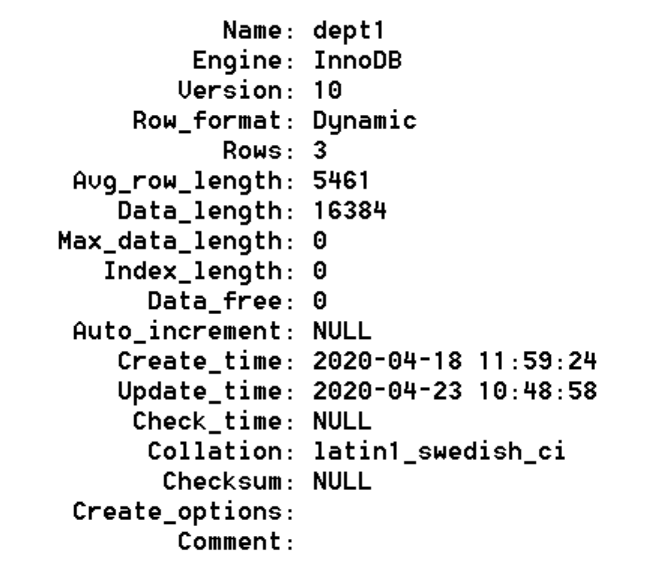 Name: dept1
Engine: InnoDB
Version: 10
Row_format: Dynamic
Rows: 3
Avg_row_length: 5461
Data_length: 16384
Max_data_length: 0
Index_length: 0
Data_free: 0
Auto_increment: NULL
Create_time: 2020-04-18 11:59:24
Update_time: 2020-04-23 10:48:58
Check_time: NULL
Collation: latin1_swedish_ci
Checksum: NULL
Create_options:
Comment: